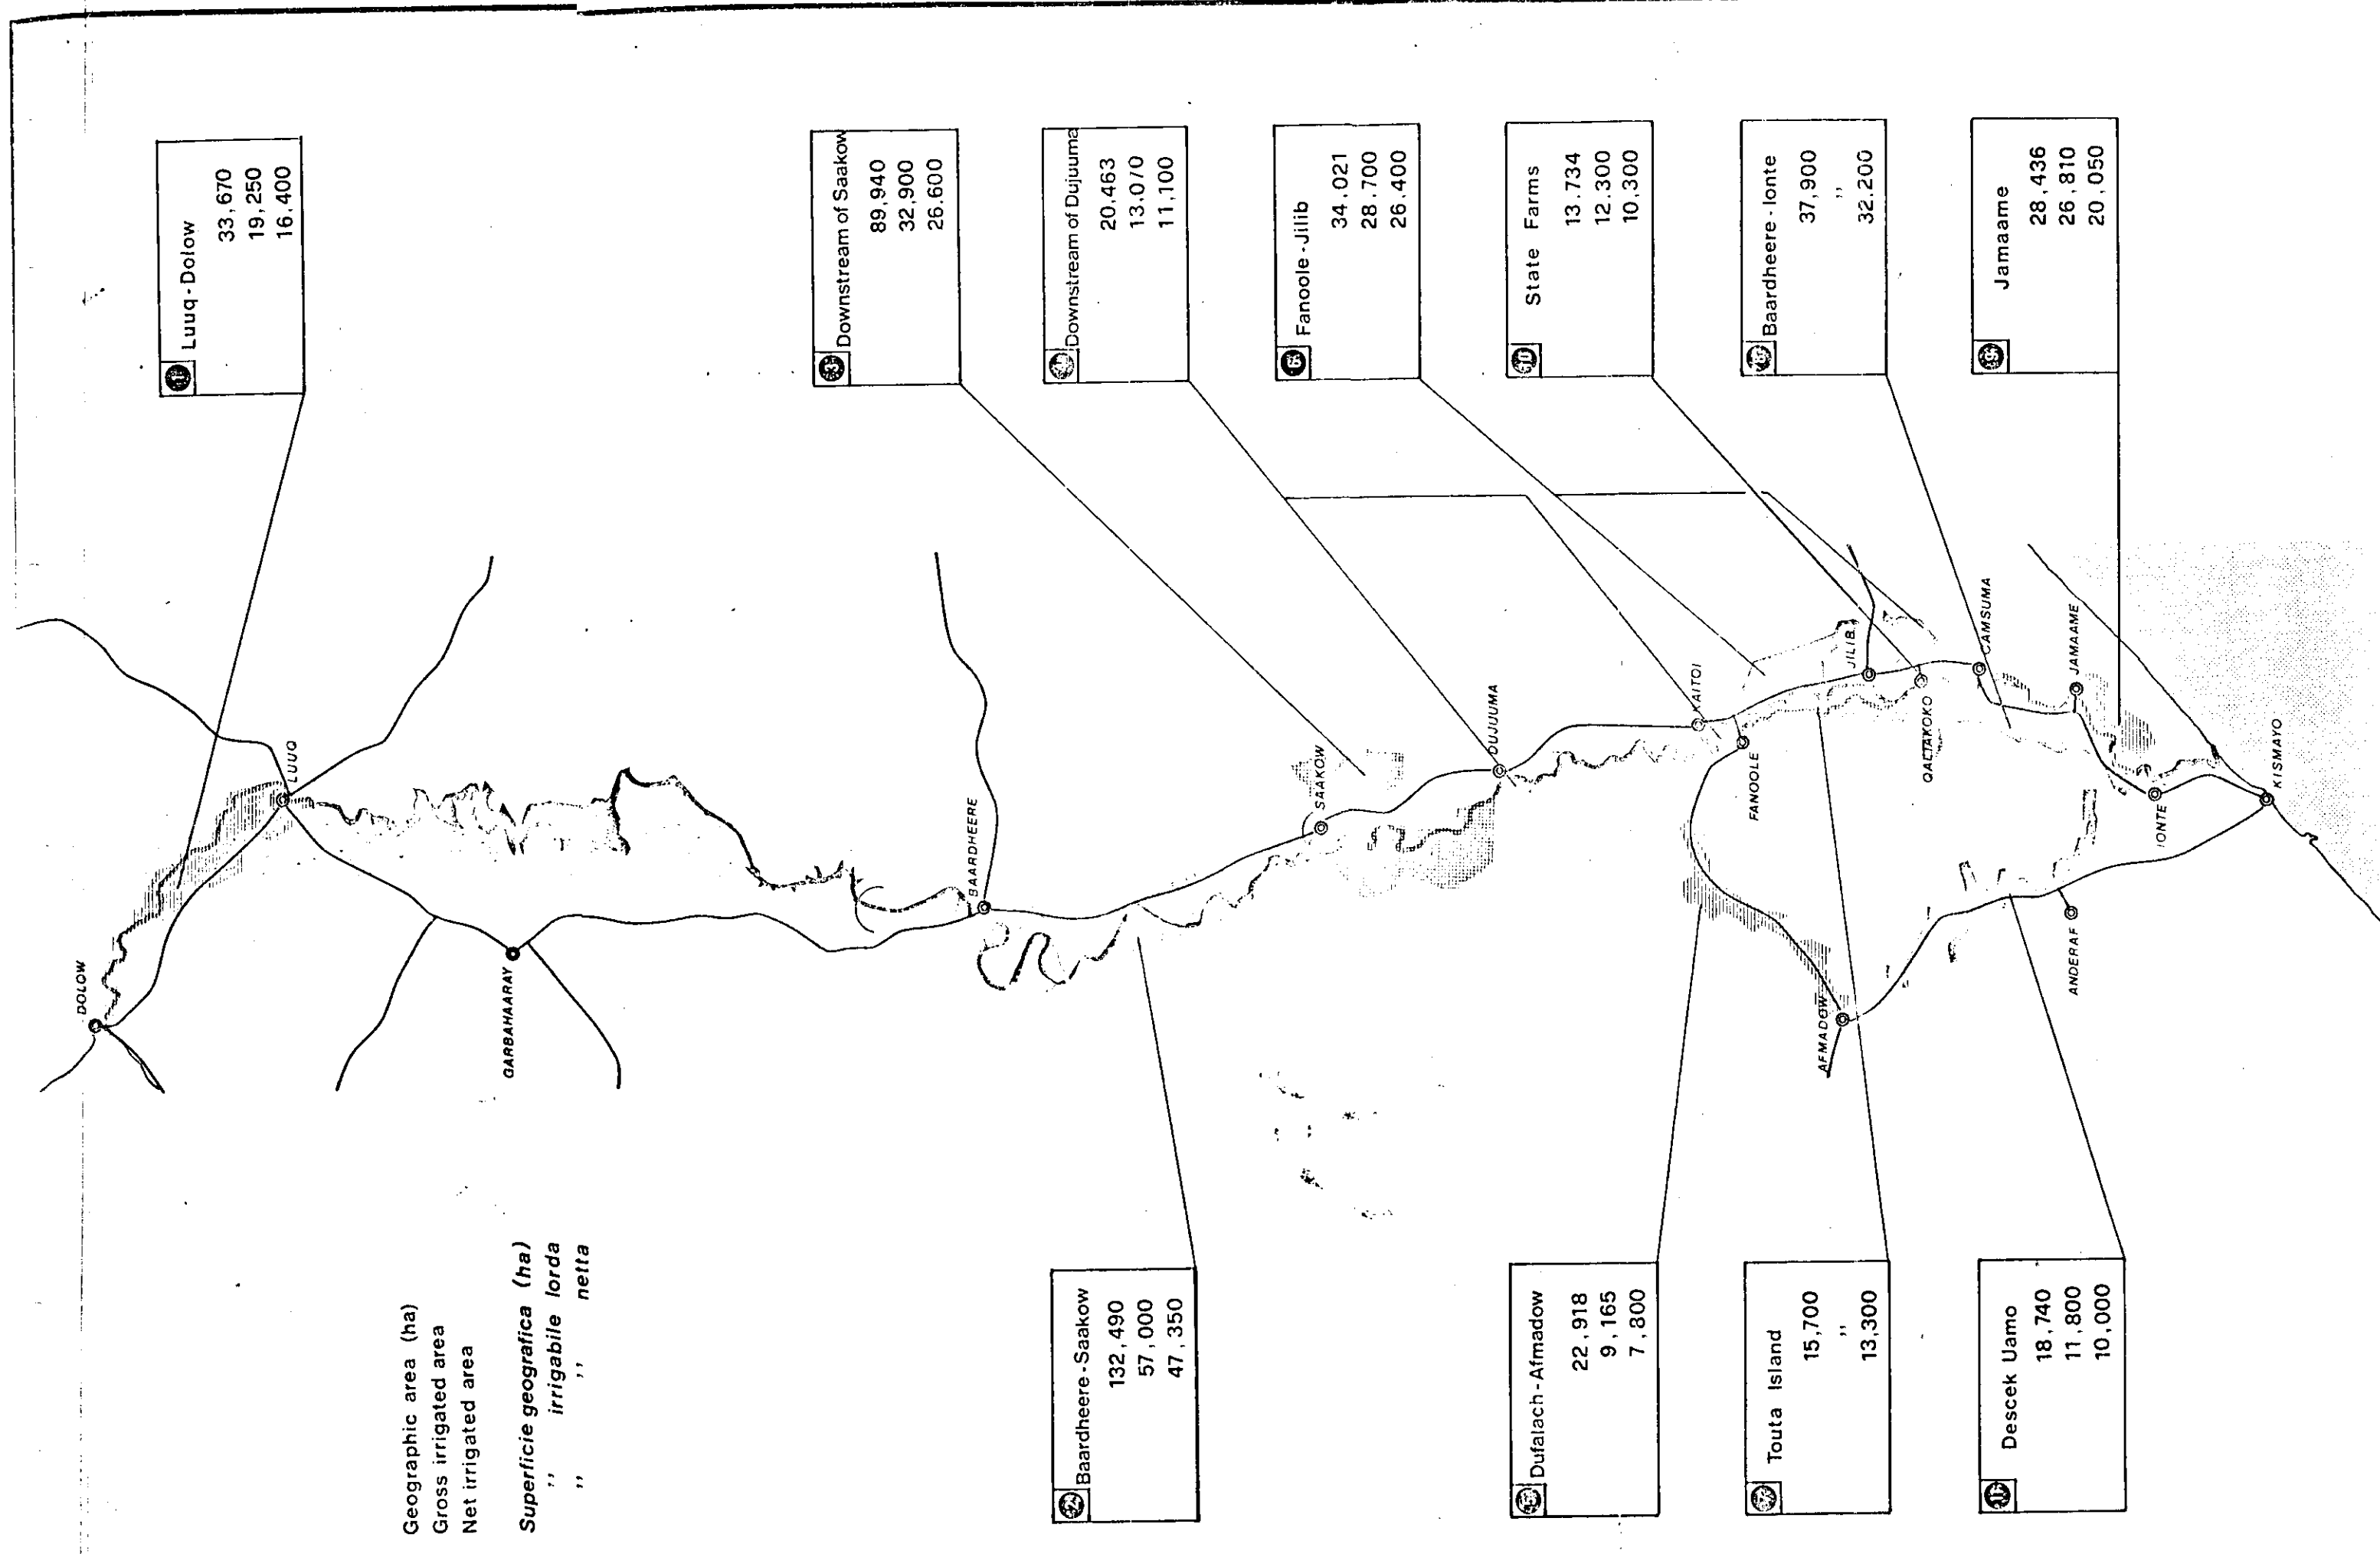 Geographic area (ha)
Gross irrigated area
Net irrigated area
Superficie geografica (ha)
,, irrigabile lorda
,, ,, netta
1 Luuq-Dolow
33,670
19,250
16.400
3 Downstream of Saakow
89,940
32,900
26.600
Downstream of Dujuuma
20.463
13.070
11,100
Fanoole-Jilib
34.021
28.700
26.400
10 State Farms
13.734
12.300
10,300
Baardheere-Ionte
37,900
,,
32.200
Jamaame
28,436
26,810
20,050
2 Baardheere-Saakow
132,490
57,000
47,350
Dufalach-Afmadow
22,918
9,165
7,800
Touta Island
15,700
,,
13,300
11 Descek Uamo
18,740
11,800
10,000
DOLOW
LUUQ
GARBAHAARAY
BAARDHEERE
SAAKOW
DUJUUMA
KAITOI
FANOOLE
JILIB
QALTAKOKO
CAMSUMA
JAMAAME
AFMADOW
ANDERAF
IONTE
KISMAYO